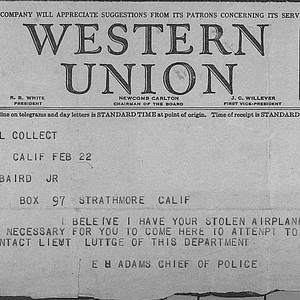 COMPANY WILL APPRECIATE SUGGESTIONS FROM ITS PATRONS CONCERNING ITS SERV
WESTERN
UNION
R. B. WHITE
PRESIDENT
NEWCOMB CARLTON
CHAIRMAN OF THE BOARD
J. C. WILLEVER
FIRST VICE-PRESIDENT
line on telegrams and day letters is STANDARD TIME at point of origin. Time of receipt is STANDARD
L COLLECT
CALIF FEB 22
BAIRD JR
BOX 97 STRATHMORE CALIF
I BELEIVE I HAVE YOUR STOLEN AIRPLANE
NECESSARY FOR YOU TO COME HERE TO ATTEMPT TO
NTACT LIEUT LUTTGE OF THIS DEPARTMENT
E B ADAMS CHIEF OF POLICE